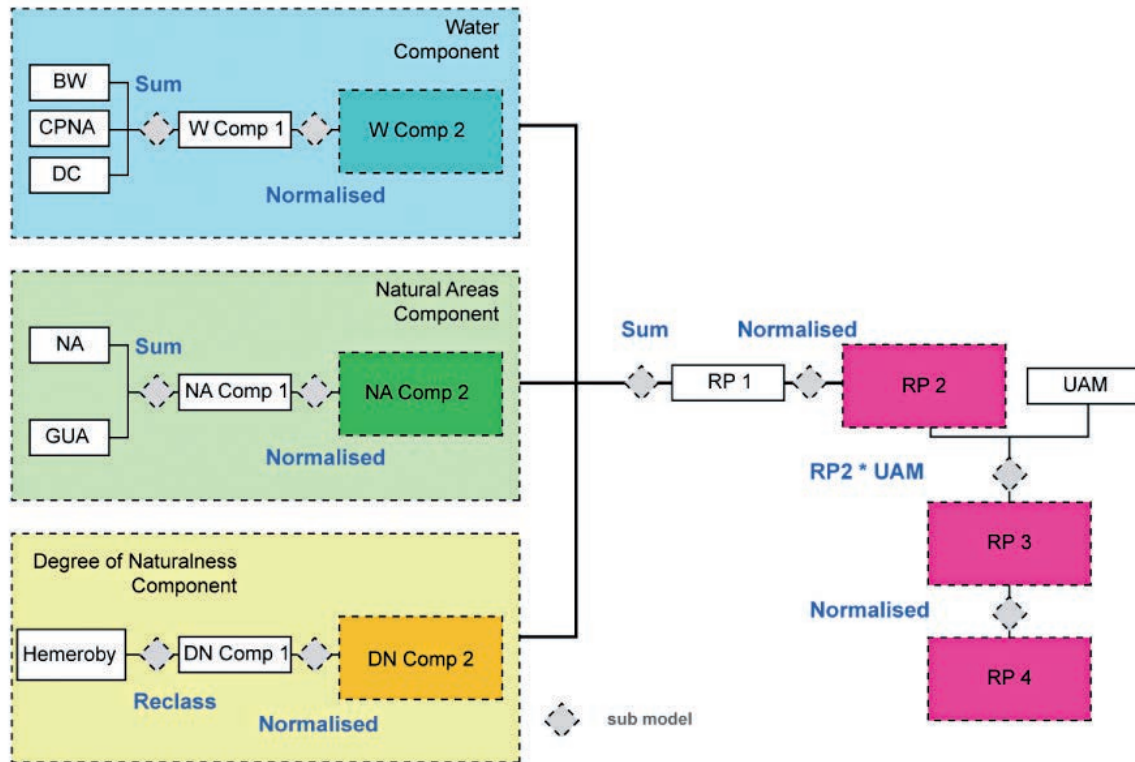 Water
Component
BW
Sum
CPNA
W Comp 1
W Comp 2
DC
Normalised
Natural Areas
Component
NA
Sum
NA Comp 1
NA Comp 2
GUA
Normalised
Sum
Normalised
RP 1
RP 2
UAM
RP2 * UAM
RP 3
Normalised
RP 4
Degree of Naturalness
Component
Hemeroby
DN Comp 1
DN Comp 2
Reclass
Normalised
sub model